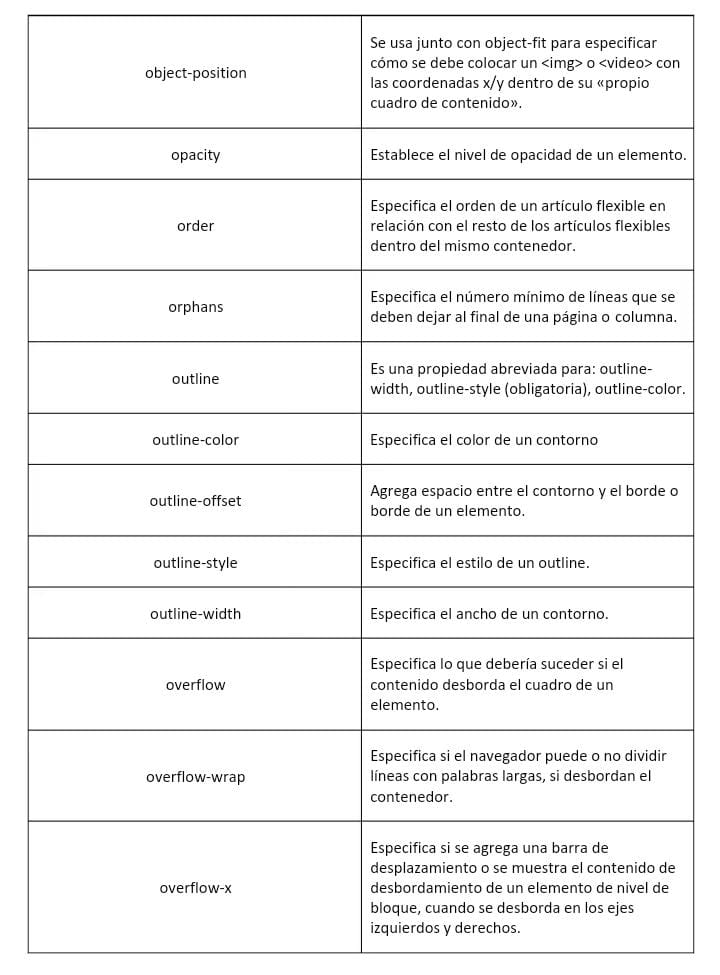 object-position
Se usa junto con object-fit para especificar
cómo se debe colocar un <img> o <video> con
las coordenadas x/y dentro de su «propio
cuadro de contenido».
opacity
Establece el nivel de opacidad de un elemento.
order
Especifica el orden de un artículo flexible en
relación con el resto de los artículos flexibles
dentro del mismo contenedor.
orphans
Especifica el número mínimo de líneas que se
deben dejar al final de una página o columna.
outline
Es una propiedad abreviada para: outline-
width, outline-style (obligatoria), outline-color.
outline-color
Especifica el color de un contorno
outline-offset
Agrega espacio entre el contorno y el borde o
borde de un elemento.
outline-style
Especifica el estilo de un outline.
outline-width
Especifica el ancho de un contorno.
overflow
Especifica lo que debería suceder si el
contenido desborda el cuadro de un
elemento.
overflow-wrap
Especifica si el navegador puede o no dividir
líneas con palabras largas, si desbordan el
contenedor.
overflow-x
Especifica si se agrega una barra de
desplazamiento o se muestra el contenido de
desbordamiento de un elemento de nivel de
bloque, cuando se desborda en los ejes
izquierdos y derechos.